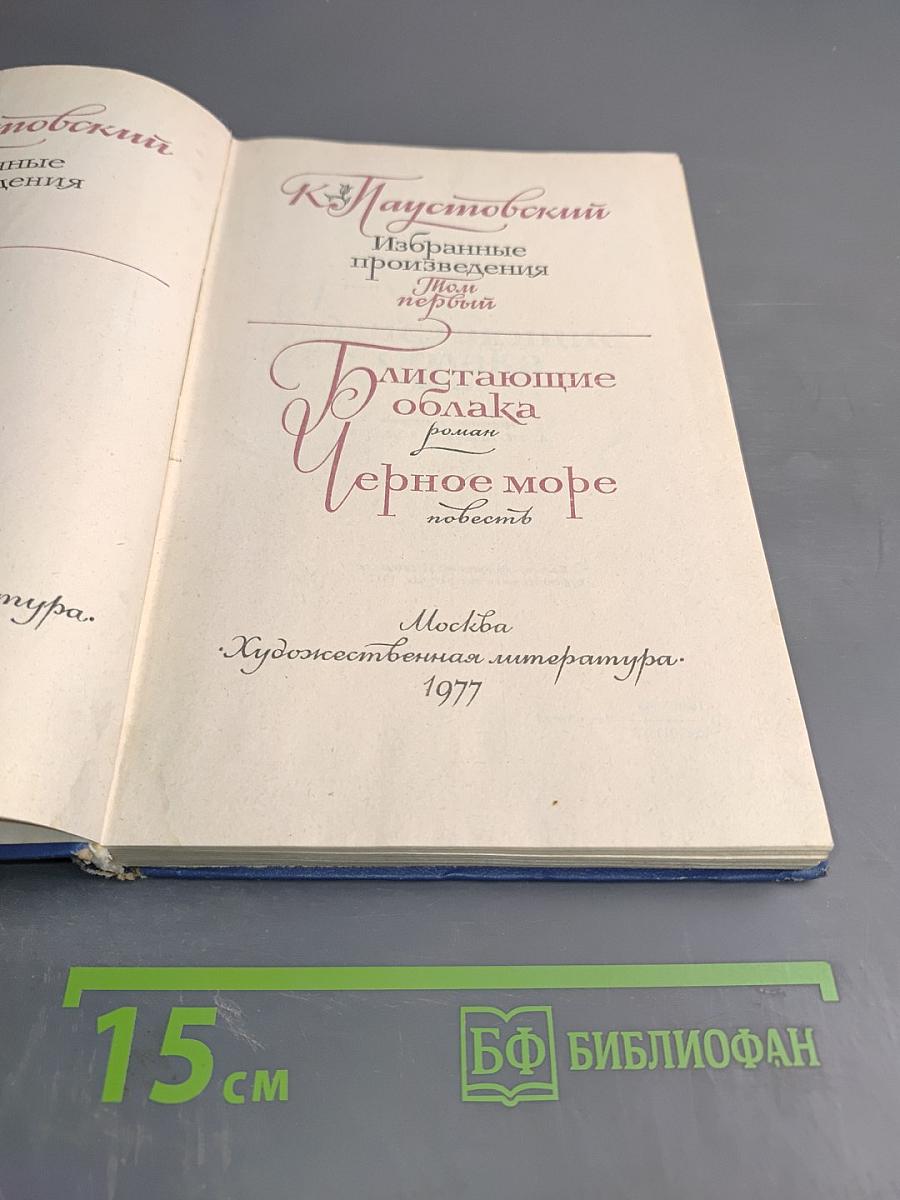 товский
нные
дения
тура.
К. Паустовский
Избранные
произведения
Том
первый
Блистающие
облака
роман
Черное море
повесть
Москва
·Художественная литература·
1977
15 см
БФ БИБЛИОФАН